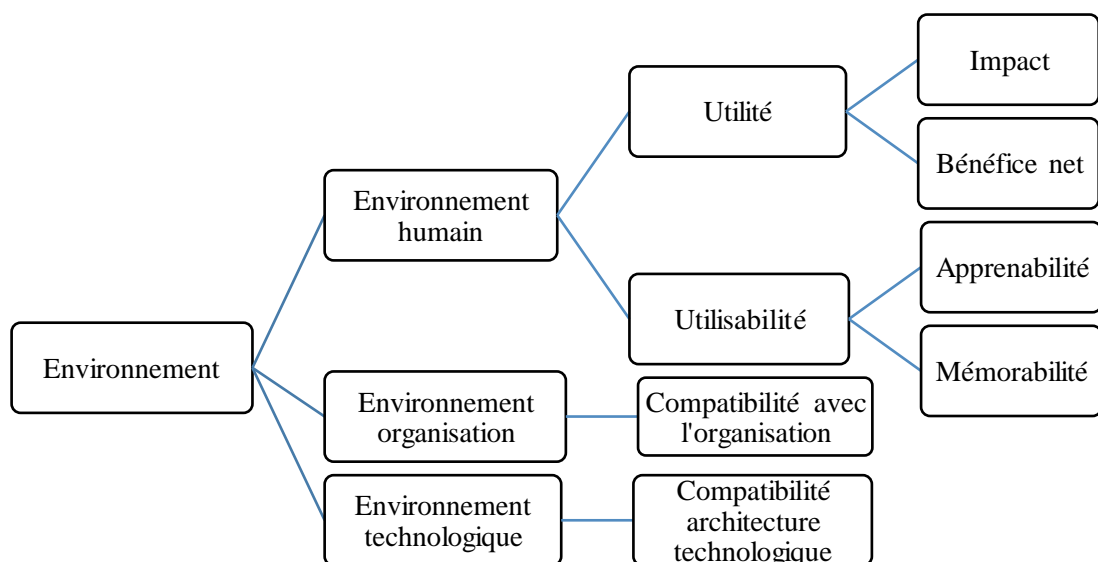 Environnement
Environnement
humain
Utilité
Impact
Bénéfice net
Utilisabilité
Apprenabilité
Mémorabilité
Environnement
organisation
Compatibilité avec
l'organisation
Environnement
technologique
Compatibilité
architecture
technologique